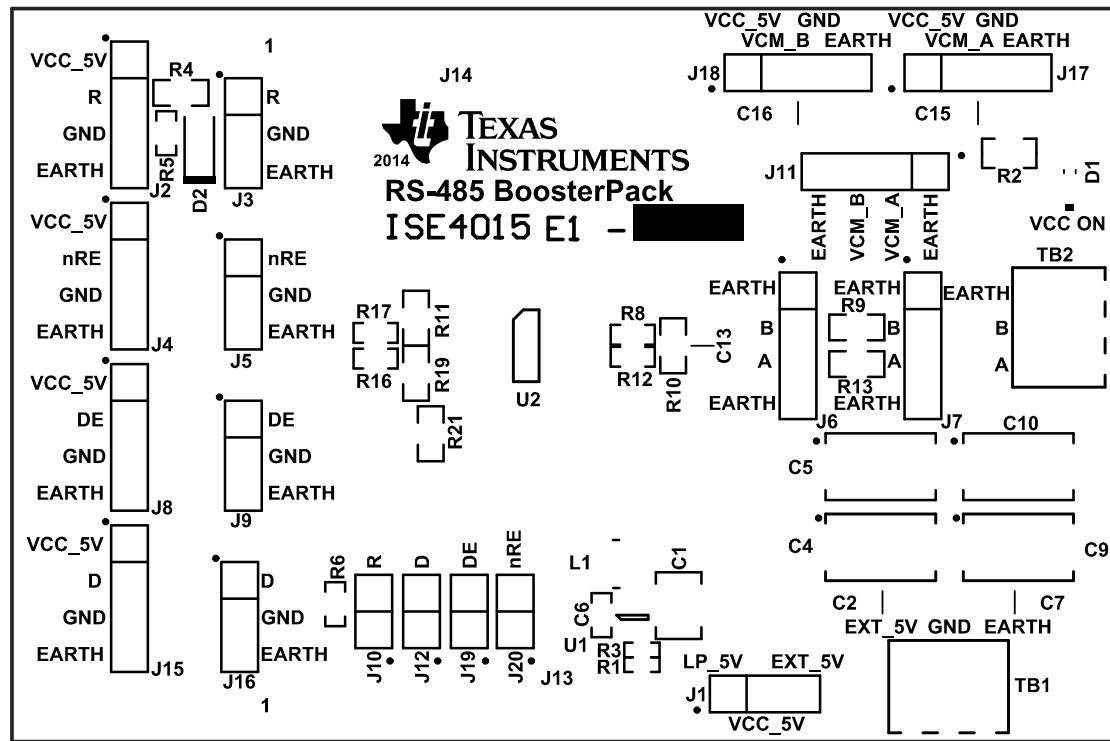 VCC_5V GND
VCM_B EARTH
J18
C16
VCC_5V GND
VCM_A EARTH
J17
C15
1
J14
2014
TEXAS
INSTRUMENTS
RS-485 BoosterPack
ISE4015 E1 -
VCC_5V
R
GND
EARTH
J2
R4
R5
D2
R
GND
EARTH
J3
J11
EARTH
VCM_B
VCM_A
EARTH
R2
D1
VCC ON
VCC_5V
nRE
GND
EARTH
J4
nRE
GND
EARTH
J5
R17
R16
R11
R19
R21
U2
R8
R12
R10
C13
EARTH
B
A
EARTH
J6
EARTH
R9
B
A
R13
EARTH
J7
TB2
EARTH
B
A
VCC_5V
DE
GND
EARTH
J8
DE
GND
EARTH
J9
C5
C10
C4
C9
C2
C7
VCC_5V
D
GND
EARTH
J15
D
GND
EARTH
J16
1
R6
R
D
DE
nRE
J10
J12
J19
J20
J13
L1
C1
C6
U1
R3
R1
LP_5V EXT_5V
J1
VCC_5V
EXT_5V GND EARTH
TB1